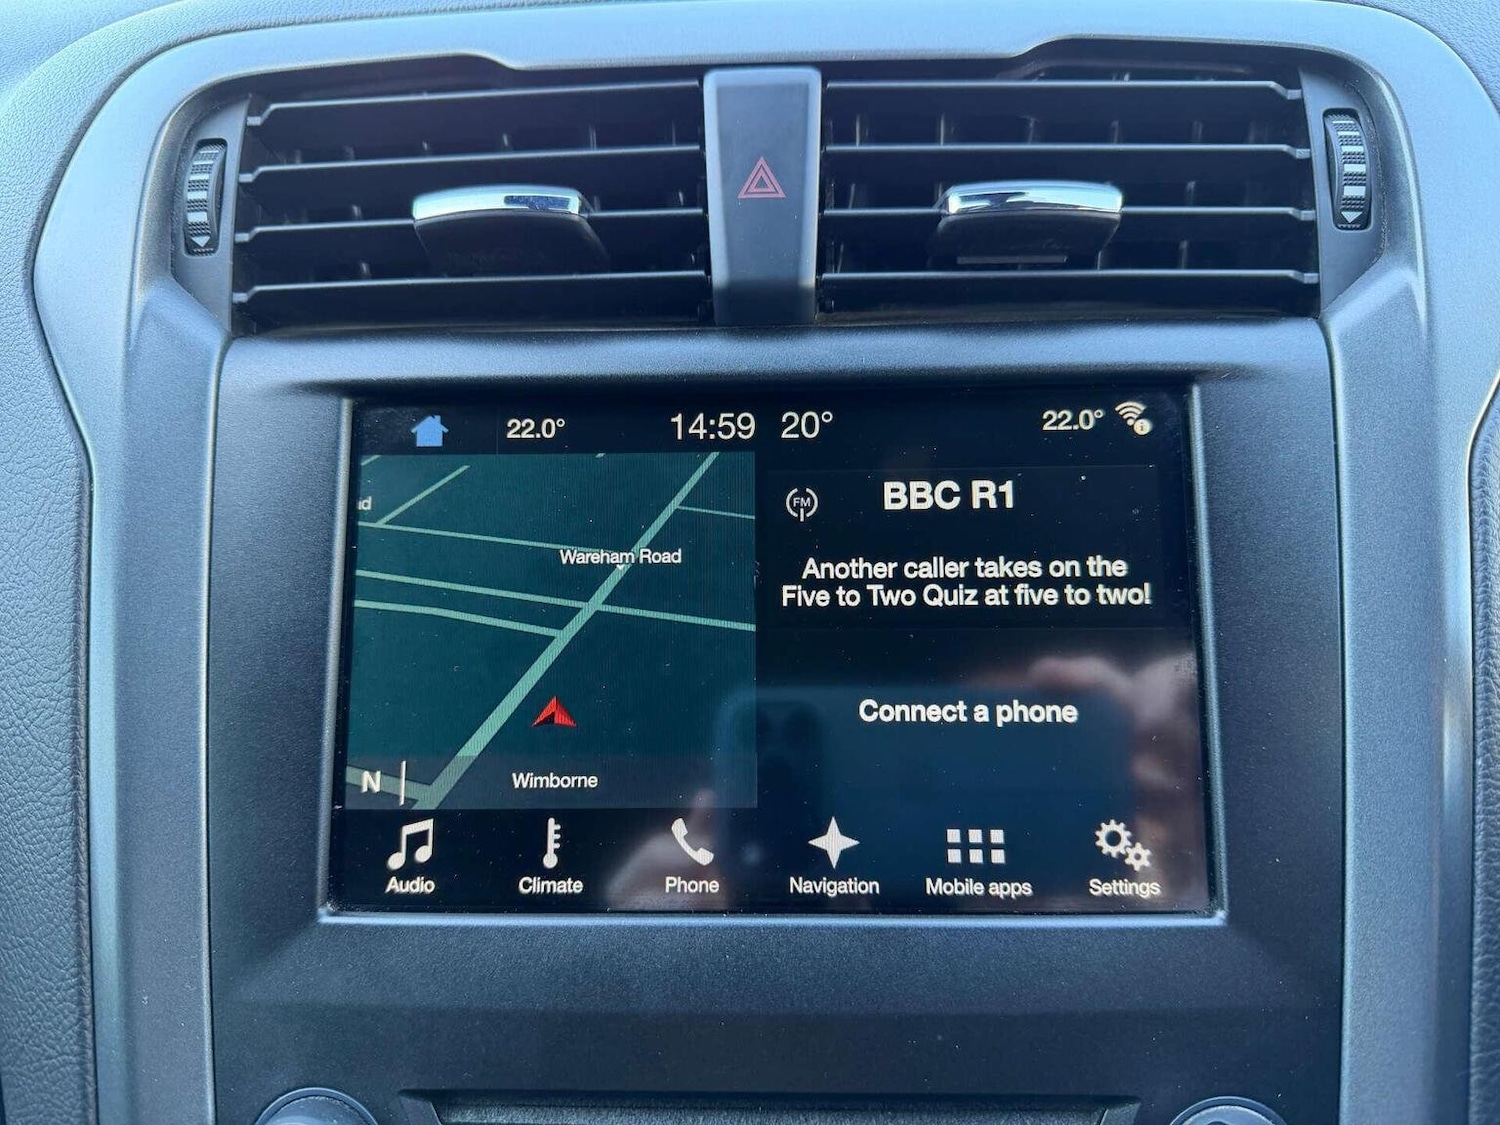 22.0°
14:59
20°
22.0°
FM
BBC R1
Wareham Road
Another caller takes on the
Five to Two Quiz at five to two!
Connect a phone
N
Wimborne
Audio
Climate
Phone
Navigation
Mobile apps
Settings